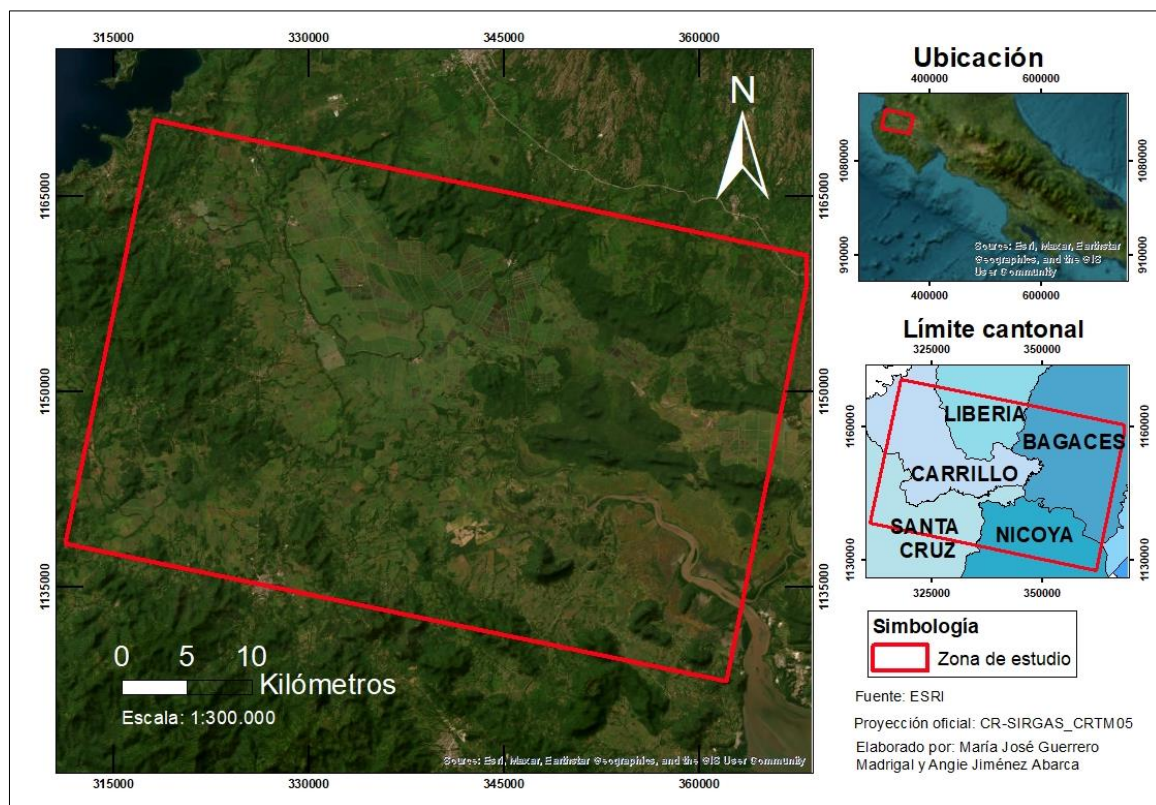 315000 330000 345000 360000
1165000 1165000
1150000 1150000
1135000 1135000
N
0 5 10
Kilómetros
Escala: 1:300.000
Source: Esri, Maxar, Earthstar Geographies, and the GIS User Community
315000 330000 345000 360000
Ubicación
400000 600000
1080000 1080000
910000 910000
Source: Esri, Maxar, Earthstar
Geographies, and the GIS
User Community
400000 600000
Límite cantonal
325000 350000
1160000 1160000
1130000 1130000
LIBERIA
BAGACES
CARRILLO
SANTA
CRUZ
NICOYA
325000 350000
Simbología
Zona de estudio
Fuente: ESRI
Proyección oficial: CR-SIRGAS_CRTM05
Elaborado por: María José Guerrero
Madrigal y Angie Jiménez Abarca